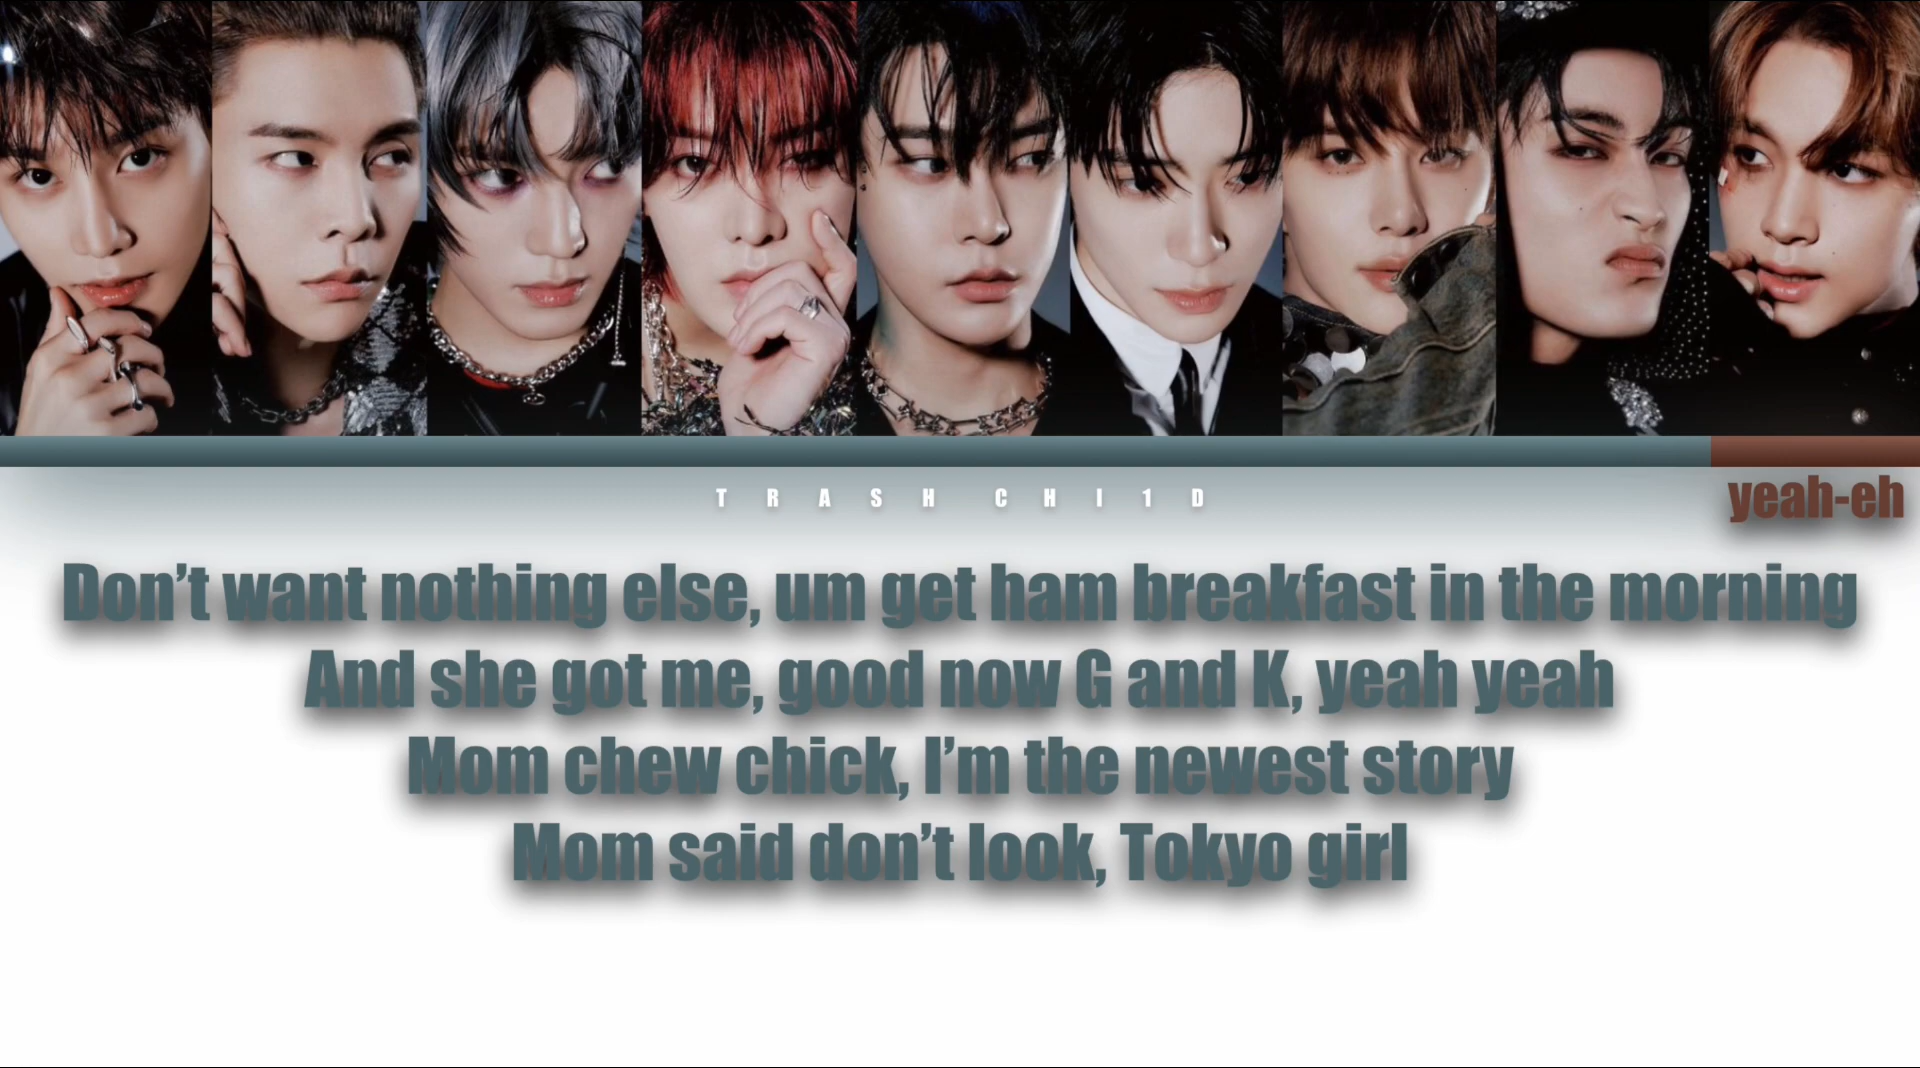 T R A S H C H I 1 D
yeah-eh
Don't want nothing else, um get ham breakfast in the morning
And she got me, good now G and K, yeah yeah
Mom chew chick, I'm the newest story
Mom said don't look, Tokyo girl